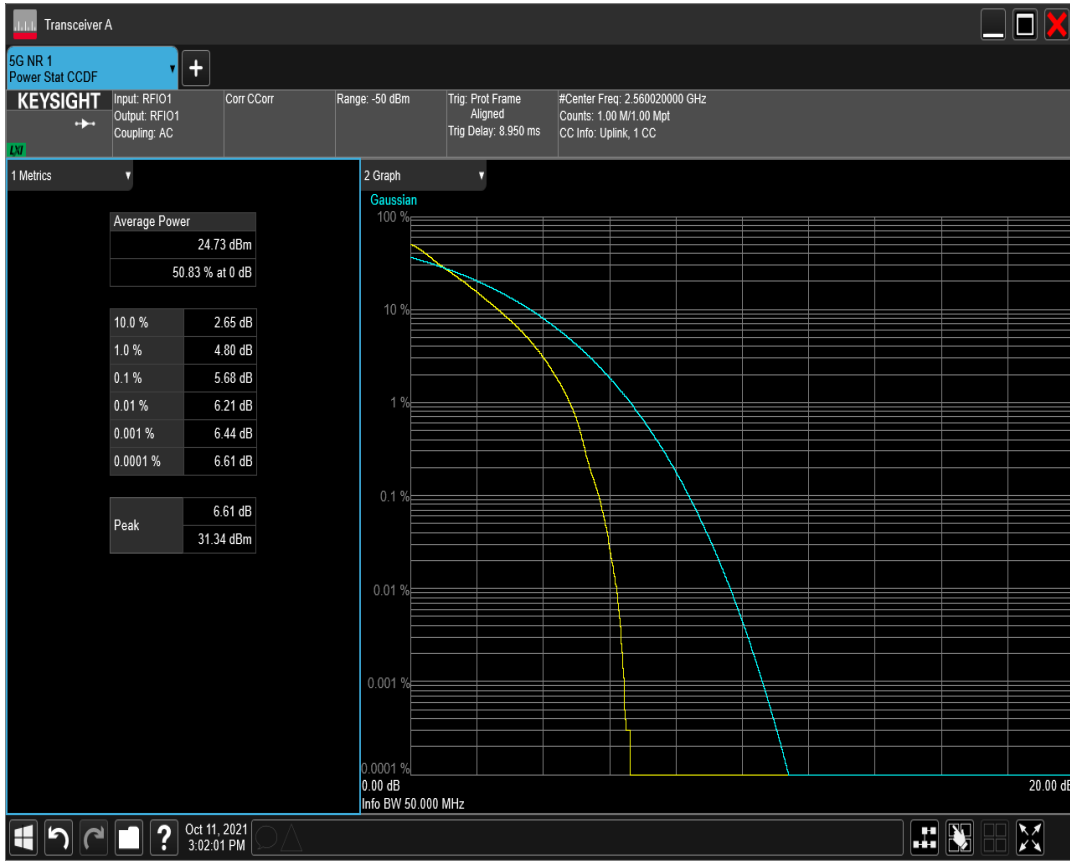 Transceiver A
5G NR 1
Power Stat CCDF
+
KEYSIGHT
LXI
Input: RFIO1
Output: RFIO1
Coupling: AC
Corr CCorr
Range: -50 dBm
Trig: Prot Frame
Aligned
Trig Delay: 8.950 ms
#Center Freq: 2.560020000 GHz
Counts: 1.00 M/1.00 Mpt
CC Info: Uplink, 1 CC
1 Metrics
Average Power
24.73 dBm
50.83 % at 0 dB
10.0 % 2.65 dB
1.0 % 4.80 dB
0.1 % 5.68 dB
0.01 % 6.21 dB
0.001 % 6.44 dB
0.0001 % 6.61 dB
Peak
6.61 dB
31.34 dBm
2 Graph
Gaussian
100 %
10 %
1 %
0.1 %
0.01 %
0.001 %
0.0001 %
0.00 dB 20.00 dB
Info BW 50.000 MHz
?
Oct 11, 2021
3:02:01 PM